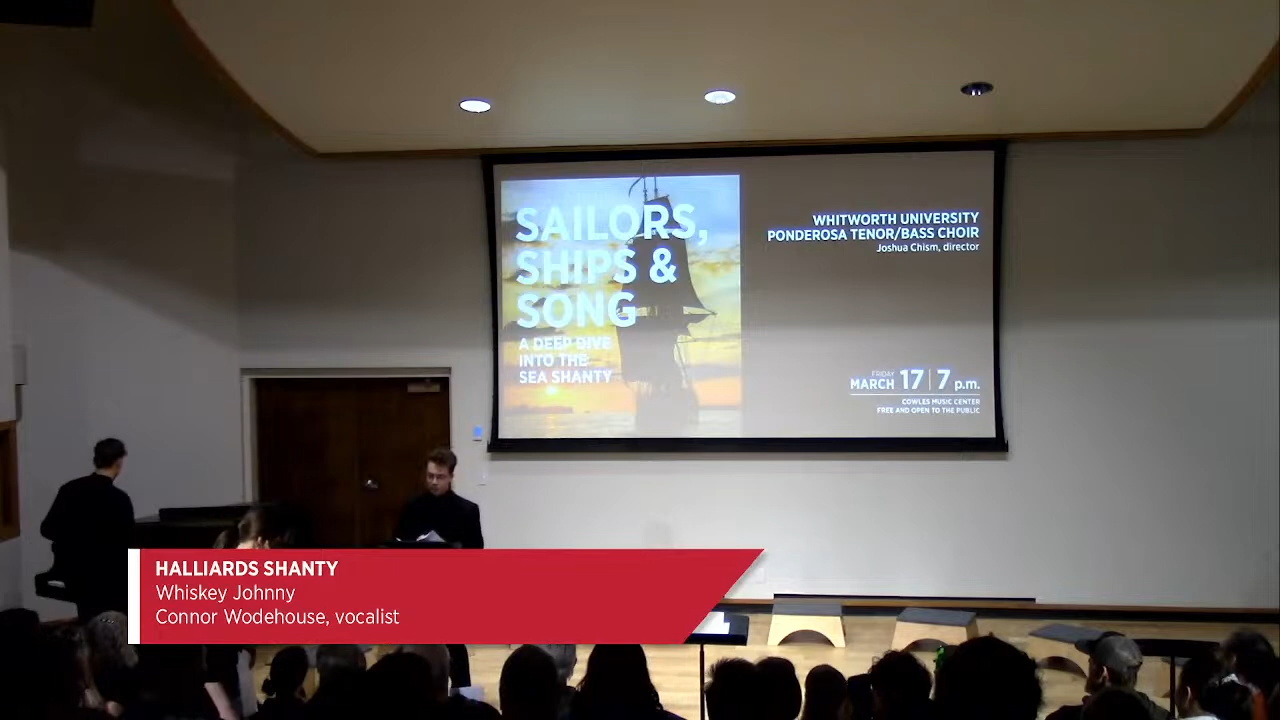 SAILORS,
SHIPS &
SONG
A DEEP DIVE
INTO THE
SEA SHANTY
WHITWORTH UNIVERSITY
PONDEROSA TENOR/BASS CHOIR
Joshua Chism, director
FRIDAY
MARCH 17 | 7 p.m.
COWLES MUSIC CENTER
FREE AND OPEN TO THE PUBLIC
HALLIARDS SHANTY
Whiskey Johnny
Connor Wodehouse, vocalist